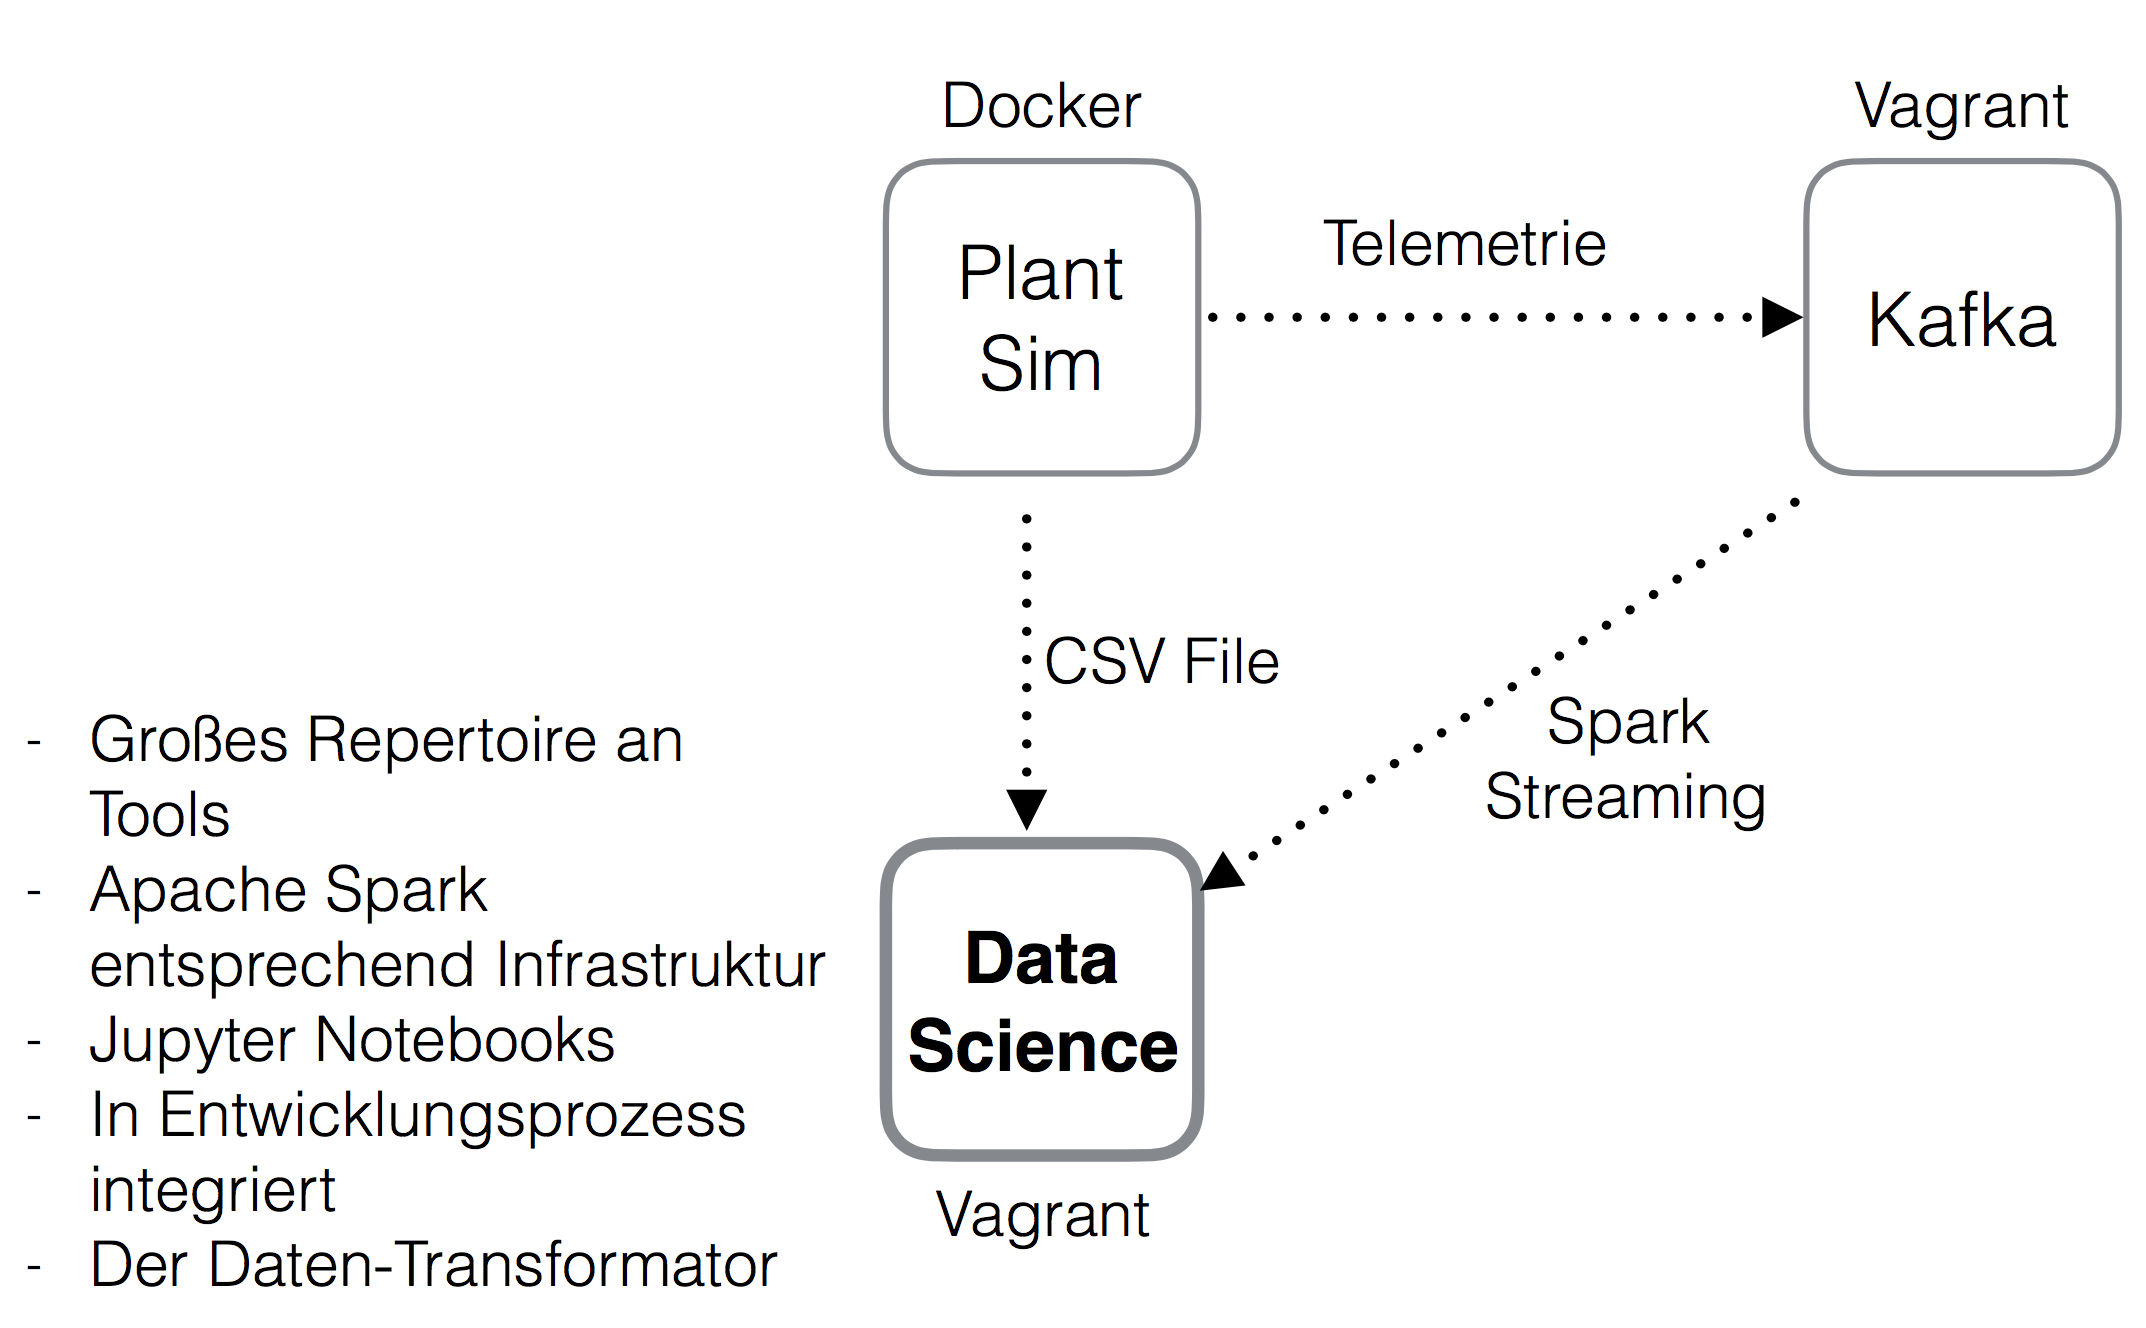 Docker
Vagrant
Plant
Sim
Telemetrie
Kafka
CSV File
Spark
Streaming
- Großes Repertoire an
Tools
- Apache Spark
entsprechend Infrastruktur
- Jupyter Notebooks
- In Entwicklungsprozess
integriert
- Der Daten-Transformator
Data
Science
Vagrant